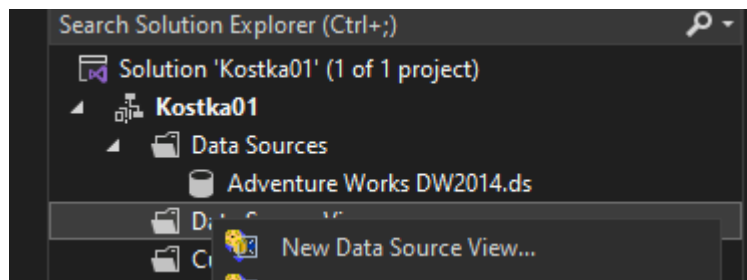 Search Solution Explorer (Ctrl+;)
Solution 'Kostka01' (1 of 1 project)
Kostka01
Data Sources
Adventure Works DW2014.ds
New Data Source View...